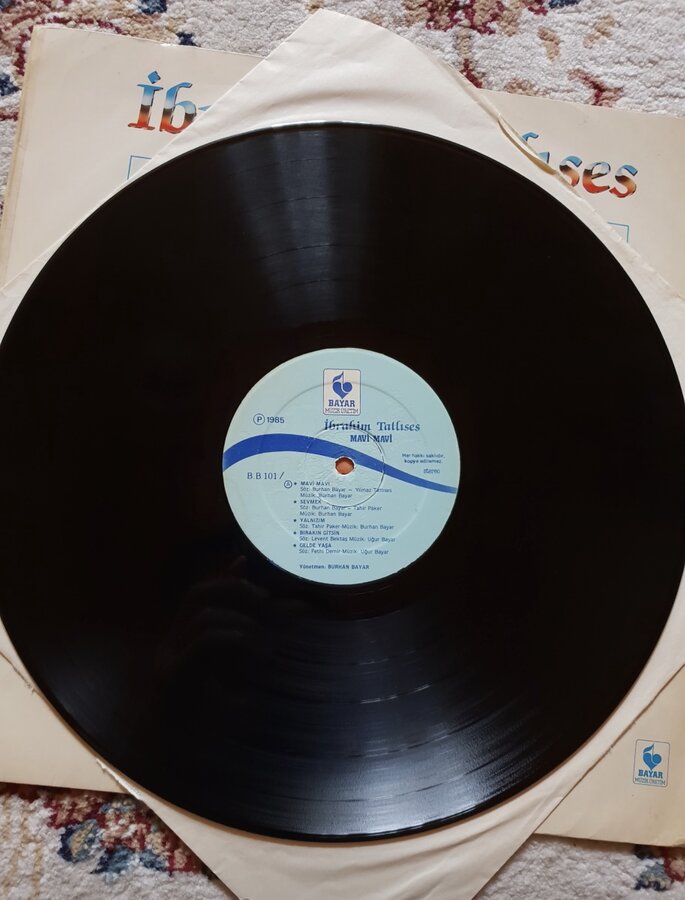 İb
ıses
BAYAR
MÜZİK ÜRETİM
Ⓟ 1985
İbrahim Tatlıses
MAVİ MAVİ
Her hakkı saklıdır,
kopya edilemez.
stereo
B.B 101 /
A
★ MAVİ MAVİ
Söz: Burhan Bayar - Yılmaz Tatlıses
Müzik: Burhan Bayar
★ SEVMEK
Söz: Burhan Bayar - Tahir Paker
Müzik: Burhan Bayar
★ YALNIZIM
Söz: Tahir Paker-Müzik: Burhan Bayar
★ BIRAKIN GİTSİN
Söz: Levent Bektaş Müzik: Uğur Bayar
★ GELDE YAŞA
Söz: Fethi Demir-Müzik: Uğur Bayar
Yönetmen: BURHAN BAYAR
BAYAR
MÜZİK ÜRETİM